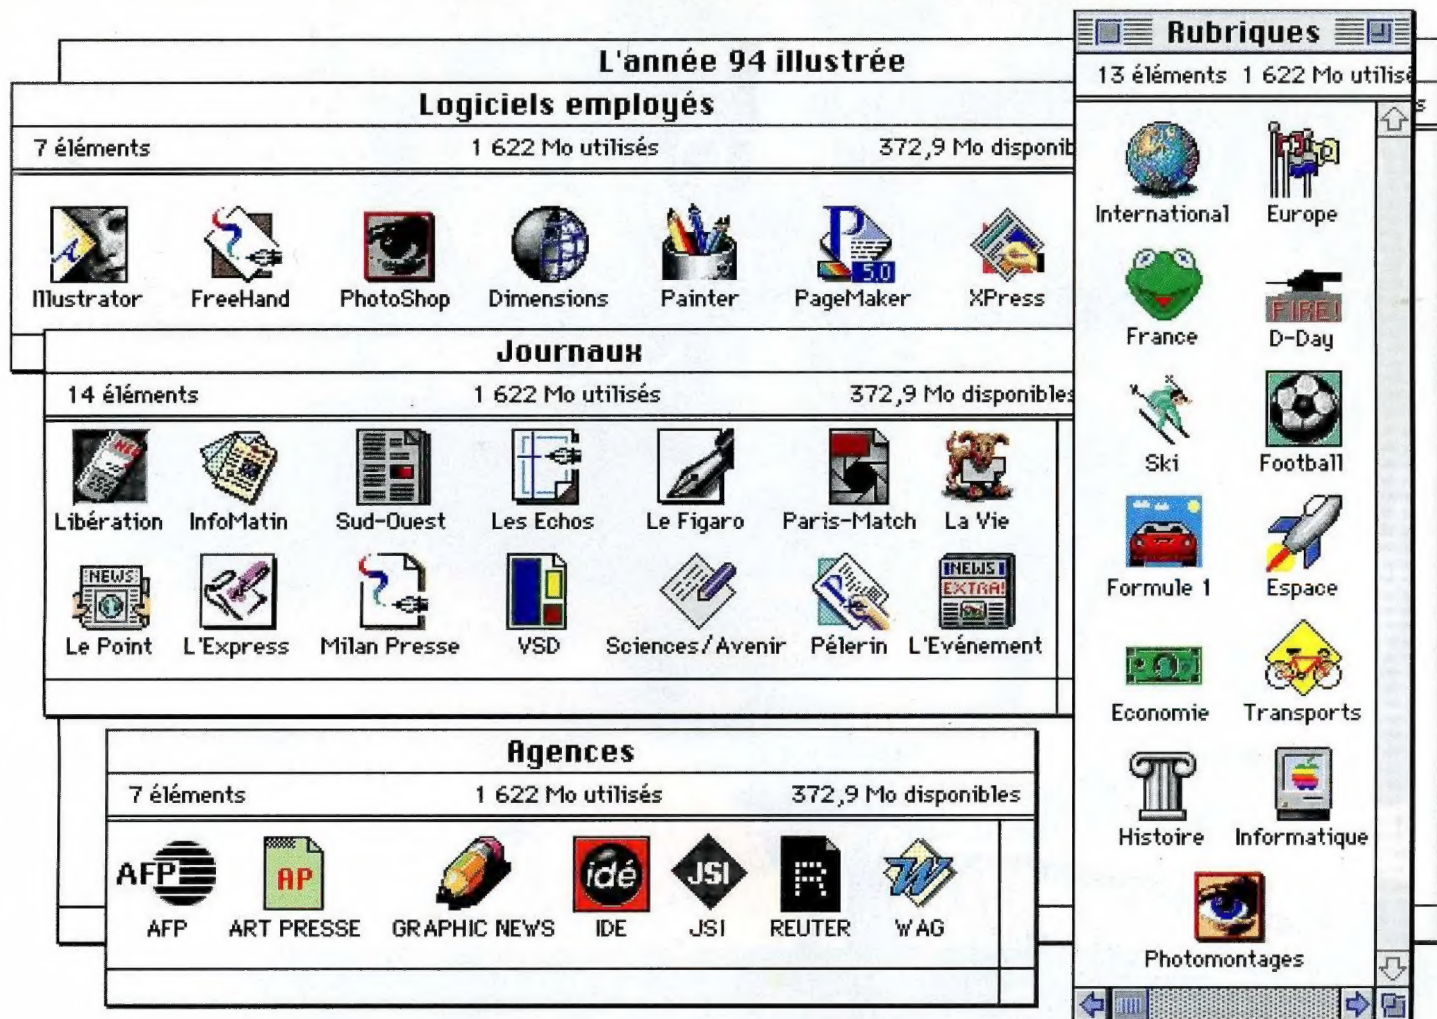 L'année 94 illustrée
Logiciels employés
7 éléments 1 622 Mo utilisés 372,9 Mo disponib
5.0
Illustrator FreeHand PhotoShop Dimensions Painter PageMaker XPress
Journaux
14 éléments 1 622 Mo utilisés 372,9 Mo disponibles
Libération InfoMatin Sud-Ouest Les Echos Le Figaro Paris-Match La Vie
NEWS NEWS
EXTRA!
Le Point L'Express Milan Presse VSD Sciences/Avenir Pélerin L'Evénement
Agences
7 éléments 1 622 Mo utilisés 372,9 Mo disponibles
AFP AP idé JSI R W
AFP ART PRESSE GRAPHIC NEWS IDE JSI REUTER WAG
Rubriques
13 éléments 1 622 Mo utilisé
International Europe
FIRE!
France D-Day
Ski Football
Formule 1 Espace
Economie Transports
Histoire Informatique
Photomontages